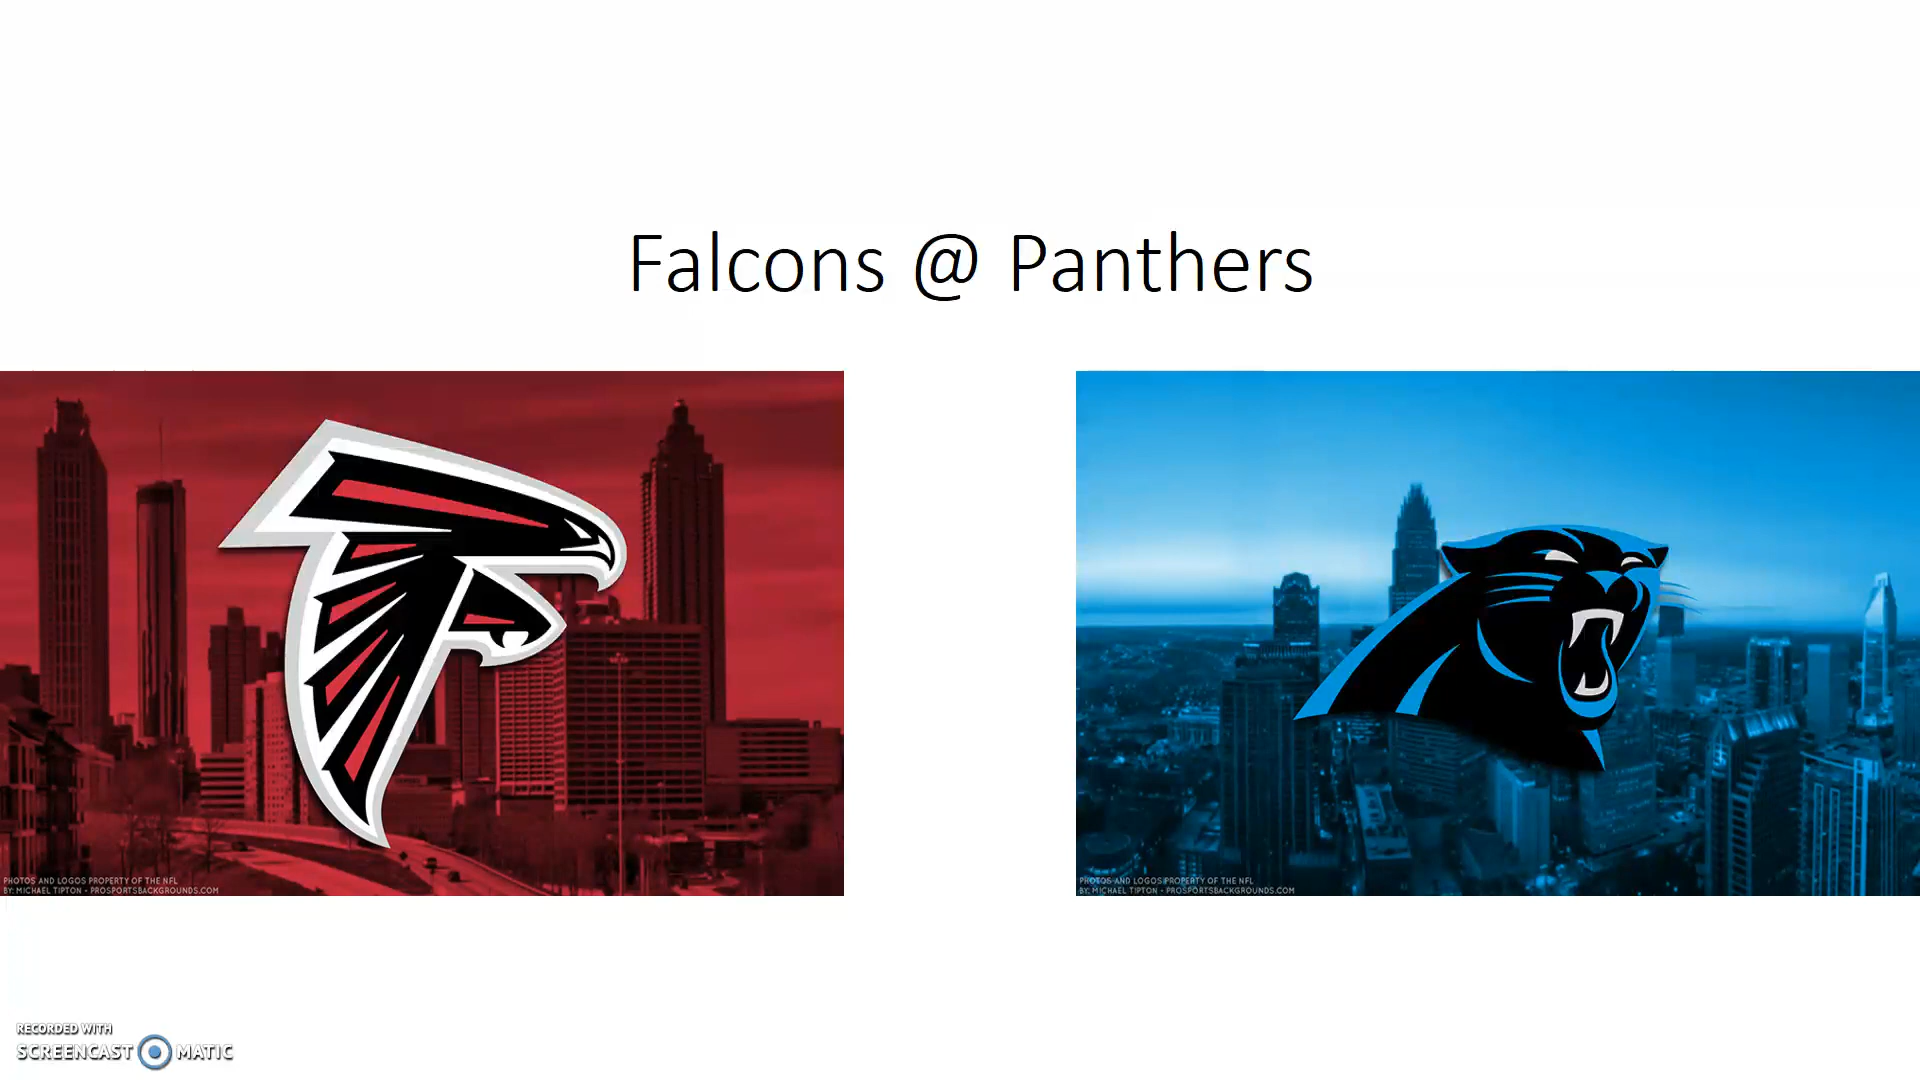 Falcons @ Panthers
PHOTOS AND LOGOS PROPERTY OF THE NFL
BY: MICHAEL TIPTON - PROSPORTSBACKGROUNDS.COM
PHOTOS AND LOGOS PROPERTY OF THE NFL
BY: MICHAEL TIPTON - PROSPORTSBACKGROUNDS.COM
RECORDED WITH
SCREENCAST MATIC